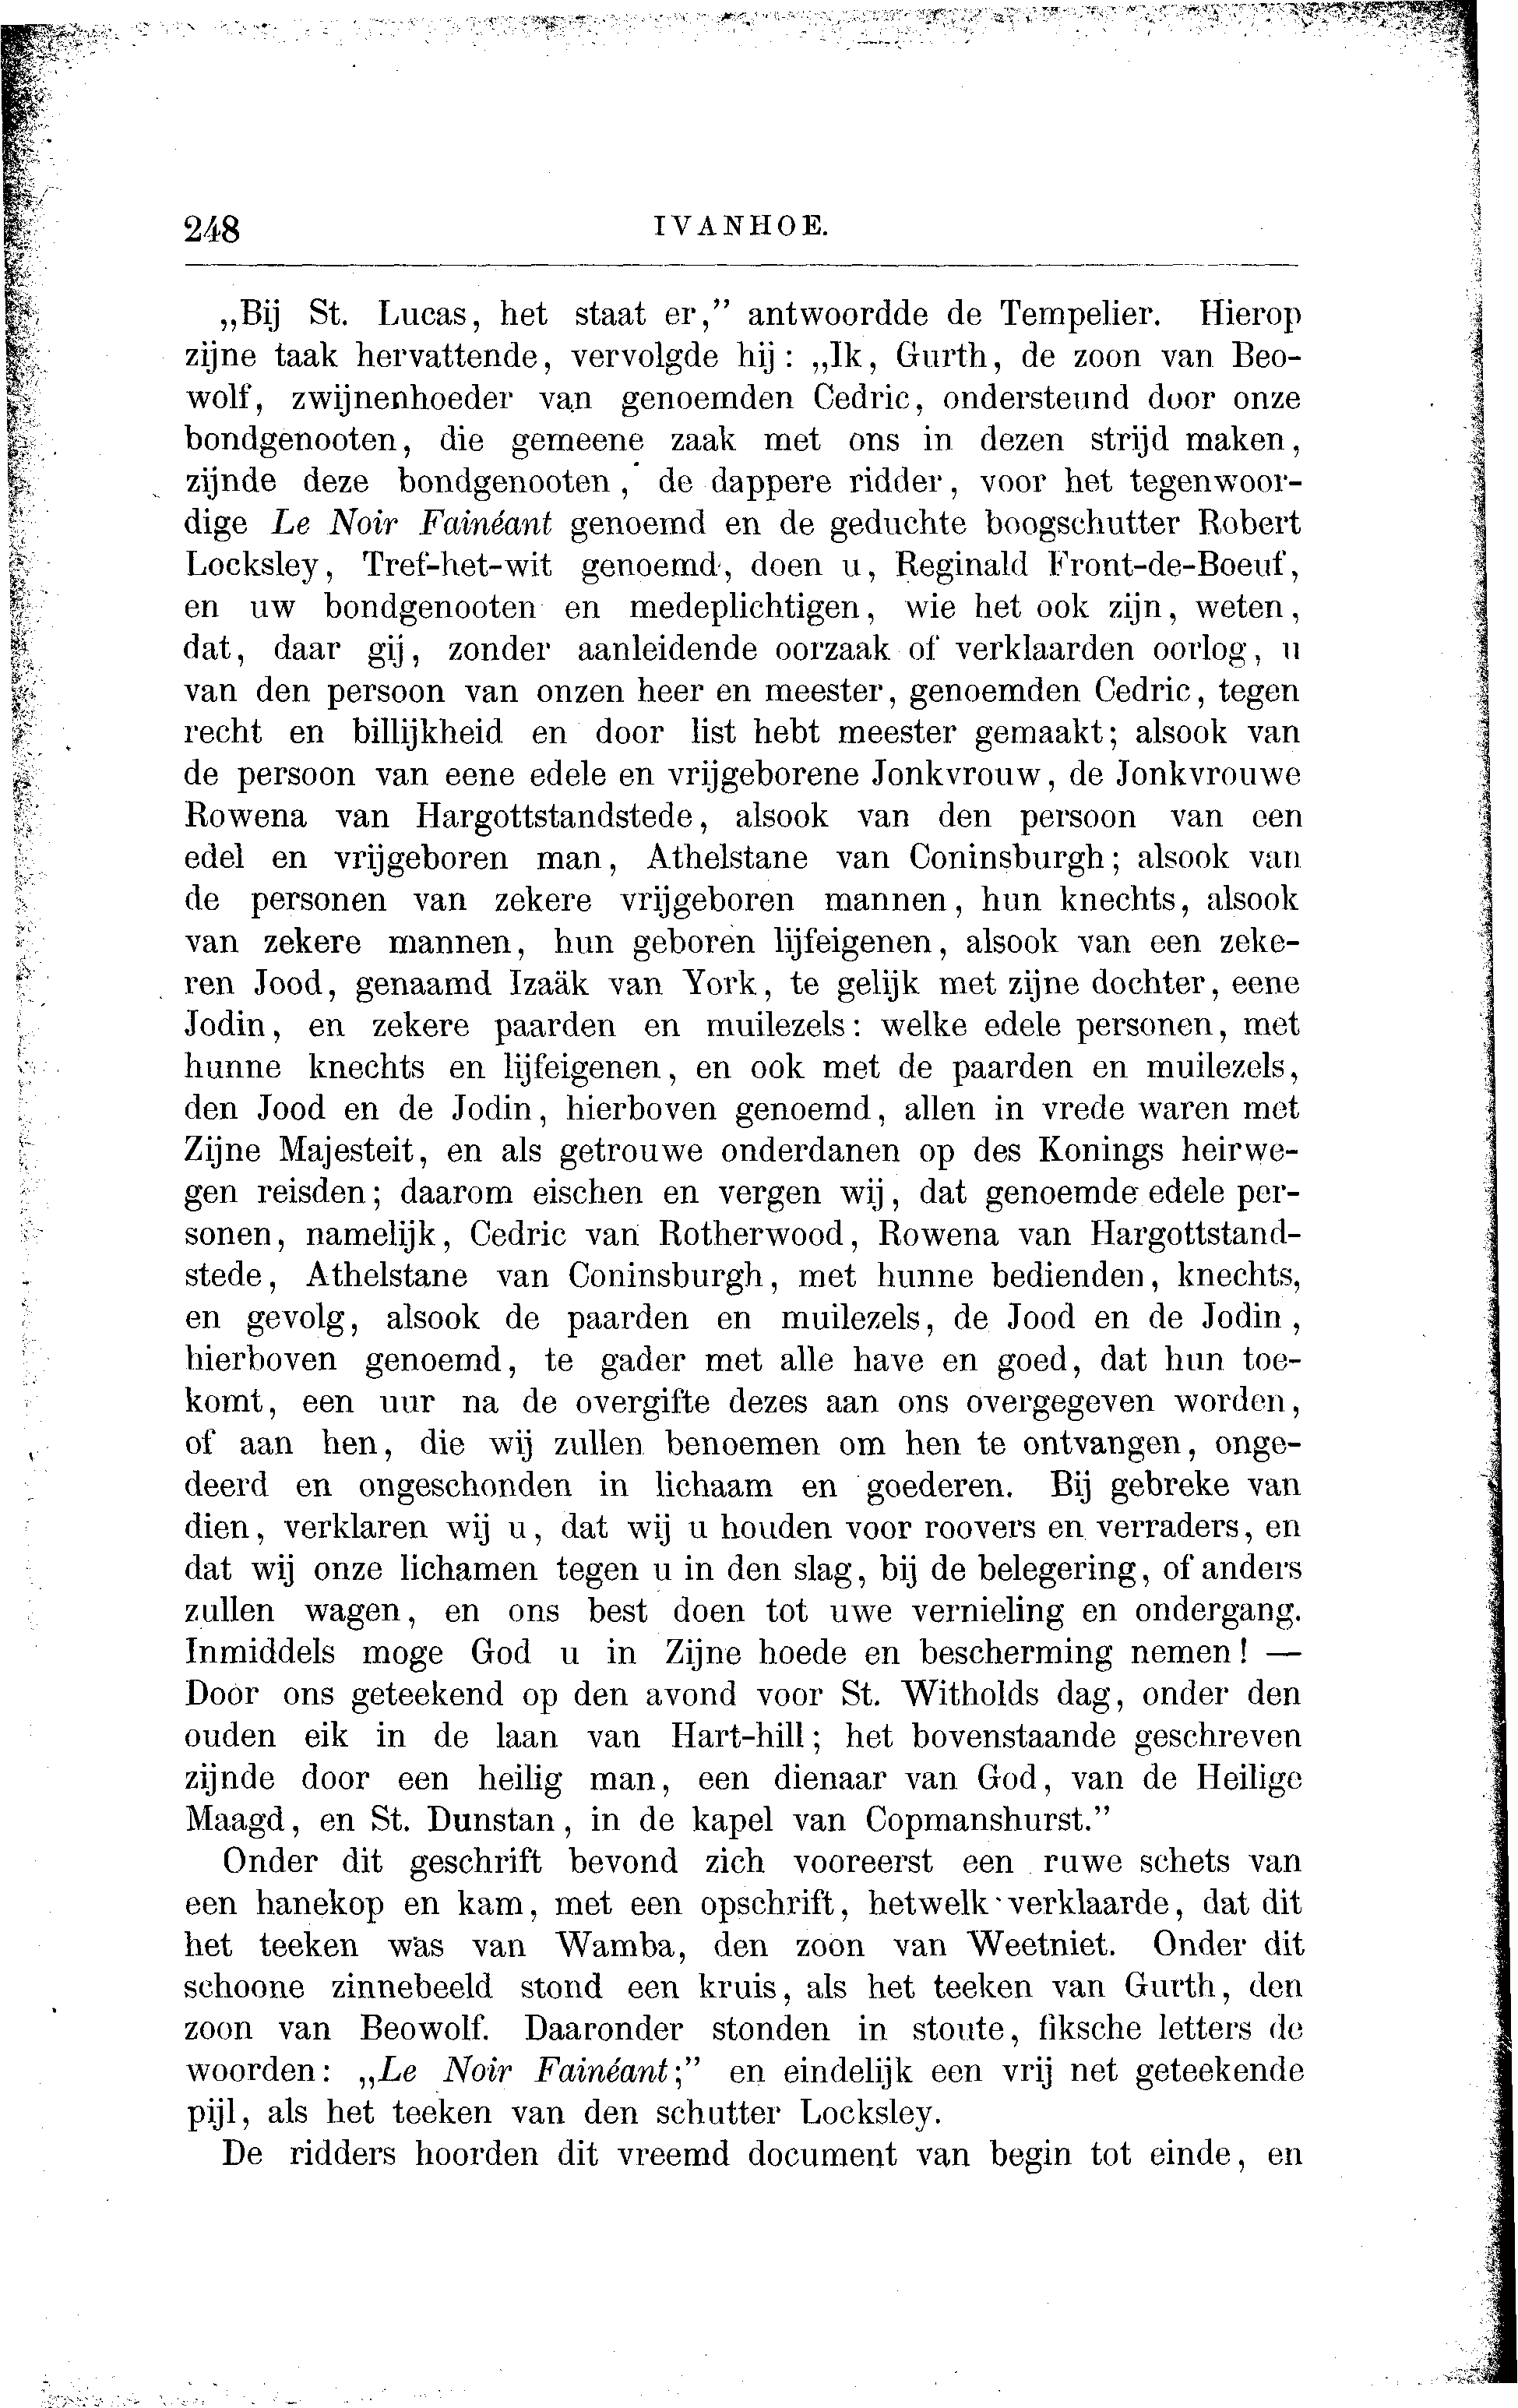 248 IVANHOE.
„Bij St. Lucas, het staat er,” antwoordde de Tempelier. Hierop
zijne taak hervattende, vervolgde hij: „Ik, Gurth, de zoon van Beo-
wolf, zwijnenhoeder van genoemden Cedric, ondersteund door onze
bondgenooten, die gemeene zaak met ons in dezen strijd maken,
zijnde deze bondgenooten, de dappere ridder, voor het tegenwoor-
dige Le Noir Fainéant genoemd en de geduchte boogschutter Robert
Locksley, Tref-het-wit genoemd, doen u, Reginald Front-de-Boeuf,
en uw bondgenooten en medeplichtigen, wie het ook zijn, weten,
dat, daar gij, zonder aanleidende oorzaak of verklaarden oorlog, u
van den persoon van onzen heer en meester, genoemden Cedric, tegen
recht en billijkheid en door list hebt meester gemaakt; alsook van
de persoon van eene edele en vrijgeborene Jonkvrouw, de Jonkvrouwe
Rowena van Hargottstandstede, alsook van den persoon van een
edel en vrijgeboren man, Athelstane van Coninsburgh; alsook van
de personen van zekere vrijgeboren mannen, hun knechts, alsook
van zekere mannen, hun geboren lijfeigenen, alsook van een zeke-
ren Jood, genaamd Izaäk van York, te gelijk met zijne dochter, eene
Jodin, en zekere paarden en muilezels: welke edele personen, met
hunne knechts en lijfeigenen, en ook met de paarden en muilezels,
den Jood en de Jodin, hierboven genoemd, allen in vrede waren met
Zijne Majesteit, en als getrouwe onderdanen op des Konings heirwe-
gen reisden; daarom eischen en vergen wij, dat genoemde edele per-
sonen, namelijk, Cedric van Rotherwood, Rowena van Hargottstand-
stede, Athelstane van Coninsburgh, met hunne bedienden, knechts,
en gevolg, alsook de paarden en muilezels, de Jood en de Jodin,
hierboven genoemd, te gader met alle have en goed, dat hun toe-
komt, een uur na de overgifte dezes aan ons overgegeven worden,
of aan hen, die wij zullen benoemen om hen te ontvangen, onge-
deerd en ongeschonden in lichaam en goederen. Bij gebreke van
dien, verklaren wij u, dat wij u houden voor roovers en verraders, en
dat wij onze lichamen tegen u in den slag, bij de belegering, of anders
zullen wagen, en ons best doen tot uwe vernieling en ondergang.
Inmiddels moge God u in Zijne hoede en bescherming nemen! —
Door ons geteekend op den avond voor St. Witholds dag, onder den
ouden eik in de laan van Hart-hill; het bovenstaande geschreven
zijnde door een heilig man, een dienaar van God, van de Heilige
Maagd, en St. Dunstan, in de kapel van Copmanshurst.”
Onder dit geschrift bevond zich vooreerst een ruwe schets van
een hanekop en kam, met een opschrift, hetwelk verklaarde, dat dit
het teeken was van Wamba, den zoon van Weetniet. Onder dit
schoone zinnebeeld stond een kruis, als het teeken van Gurth, den
zoon van Beowolf. Daaronder stonden in stoute, fiksche letters de
woorden: „Le Noir Fainéant;” en eindelijk een vrij net geteekende
pijl, als het teeken van den schutter Locksley.
De ridders hoorden dit vreemd document van begin tot einde, en